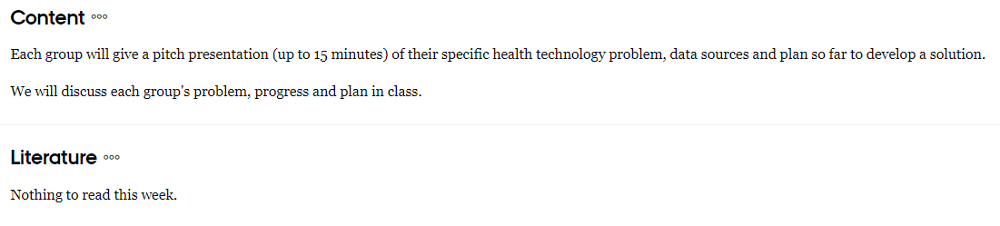 Content
Each group will give a pitch presentation (up to 15 minutes) of their specific health technology problem, data sources and plan so far to develop a solution.
We will discuss each group's problem, progress and plan in class.
Literature
Nothing to read this week.